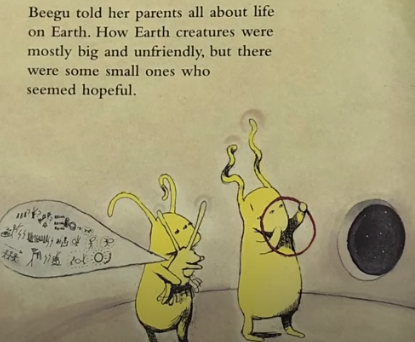 Beegu told her parents all about life
on Earth. How Earth creatures were
mostly big and unfriendly, but there
were some small ones who
seemed hopeful.